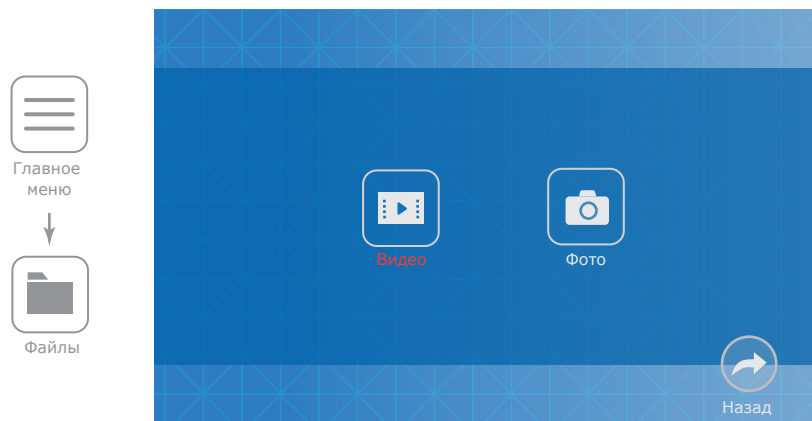 Главное
меню
Файлы
Видео
Фото
Назад